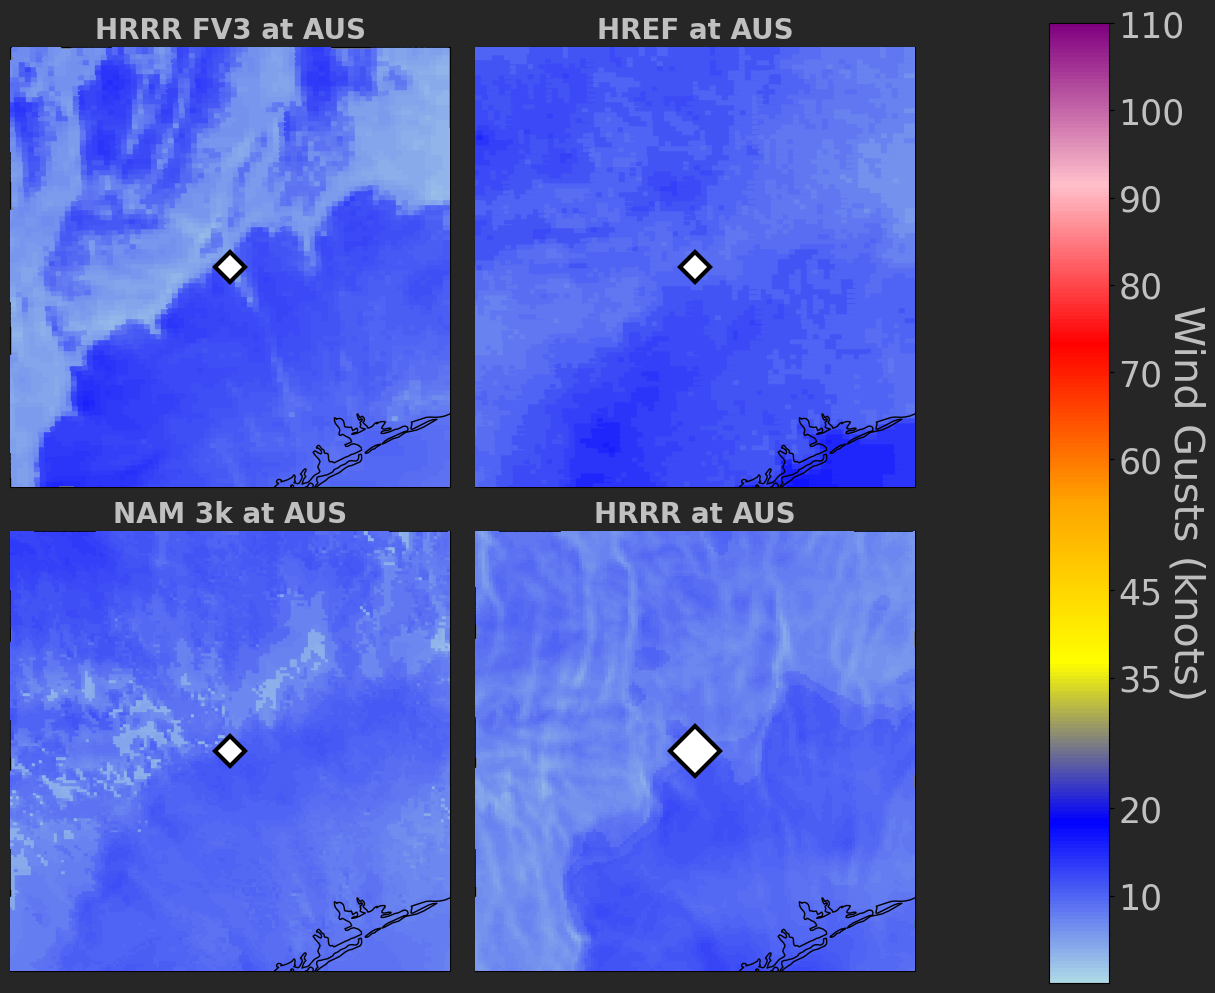 HRRR FV3 at AUS
HREF at AUS
NAM 3k at AUS
HRRR at AUS
110
100
90
80
70
60
45
35
20
10
Wind Gusts (knots)